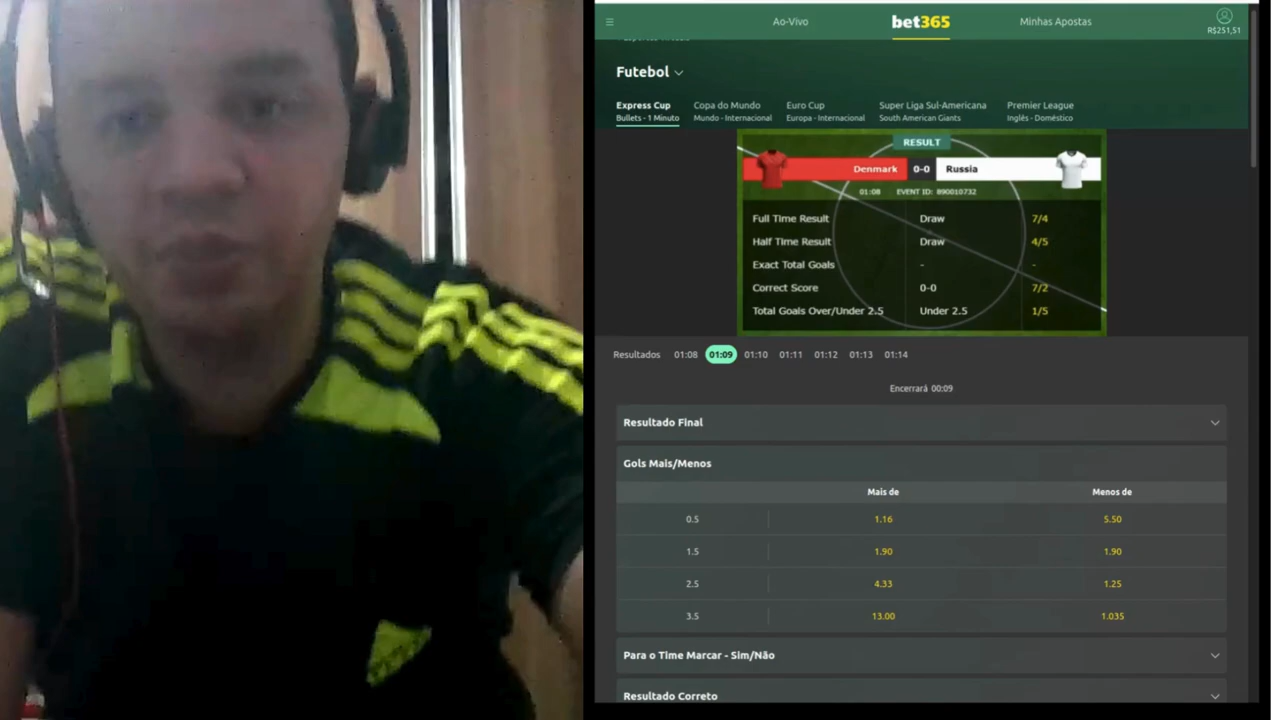 Ao-Vivo
bet365
Minhas Apostas
R$251,51
Futebol
Express Cup
Bullets - 1 Minuto
Copa do Mundo
Mundo - Internacional
Euro Cup
Europa - Internacional
Super Liga Sul-Americana
South American Giants
Premier League
Inglês - Doméstico
RESULT
Denmark 0-0 Russia
01:08 EVENT ID: 890010732
Full Time Result Draw 7/4
Half Time Result Draw 4/5
Exact Total Goals - -
Correct Score 0-0 7/2
Total Goals Over/Under 2.5 Under 2.5 1/5
Resultados 01:08 01:09 01:10 01:11 01:12 01:13 01:14
Encerrará 00:09
Resultado Final
Gols Mais/Menos
Mais de Menos de
0.5 1.16 5.50
1.5 1.90 1.90
2.5 4.33 1.25
3.5 13.00 1.035
Para o Time Marcar - Sim/Não
Resultado Correto